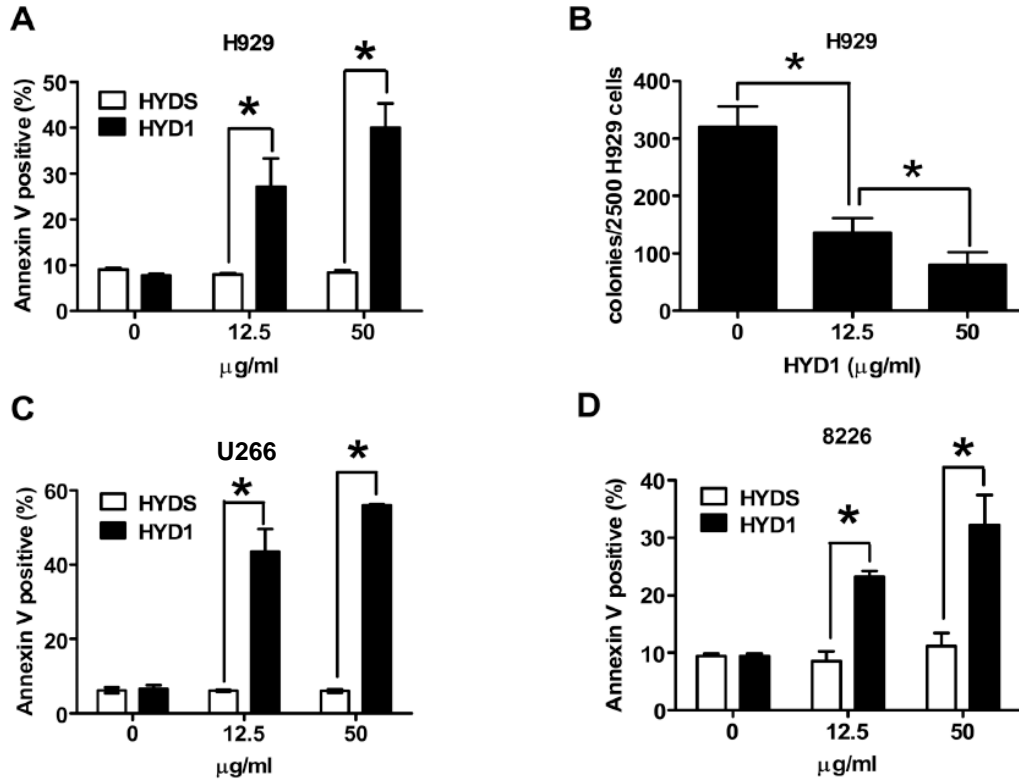 A
H929
*
*
Annexin V positive (%)
50
40
30
20
10
0
HYDS
HYD1
0 12.5 50
μg/ml
B
H929
*
*
colonies/2500 H929 cells
400
300
200
100
0
0 12.5 50
HYD1 (μg/ml)
C
U266
*
*
Annexin V positive (%)
60
40
20
0
HYDS
HYD1
0 12.5 50
μg/ml
D
8226
*
*
Annexin V positive (%)
40
30
20
10
0
HYDS
HYD1
0 12.5 50
μg/ml